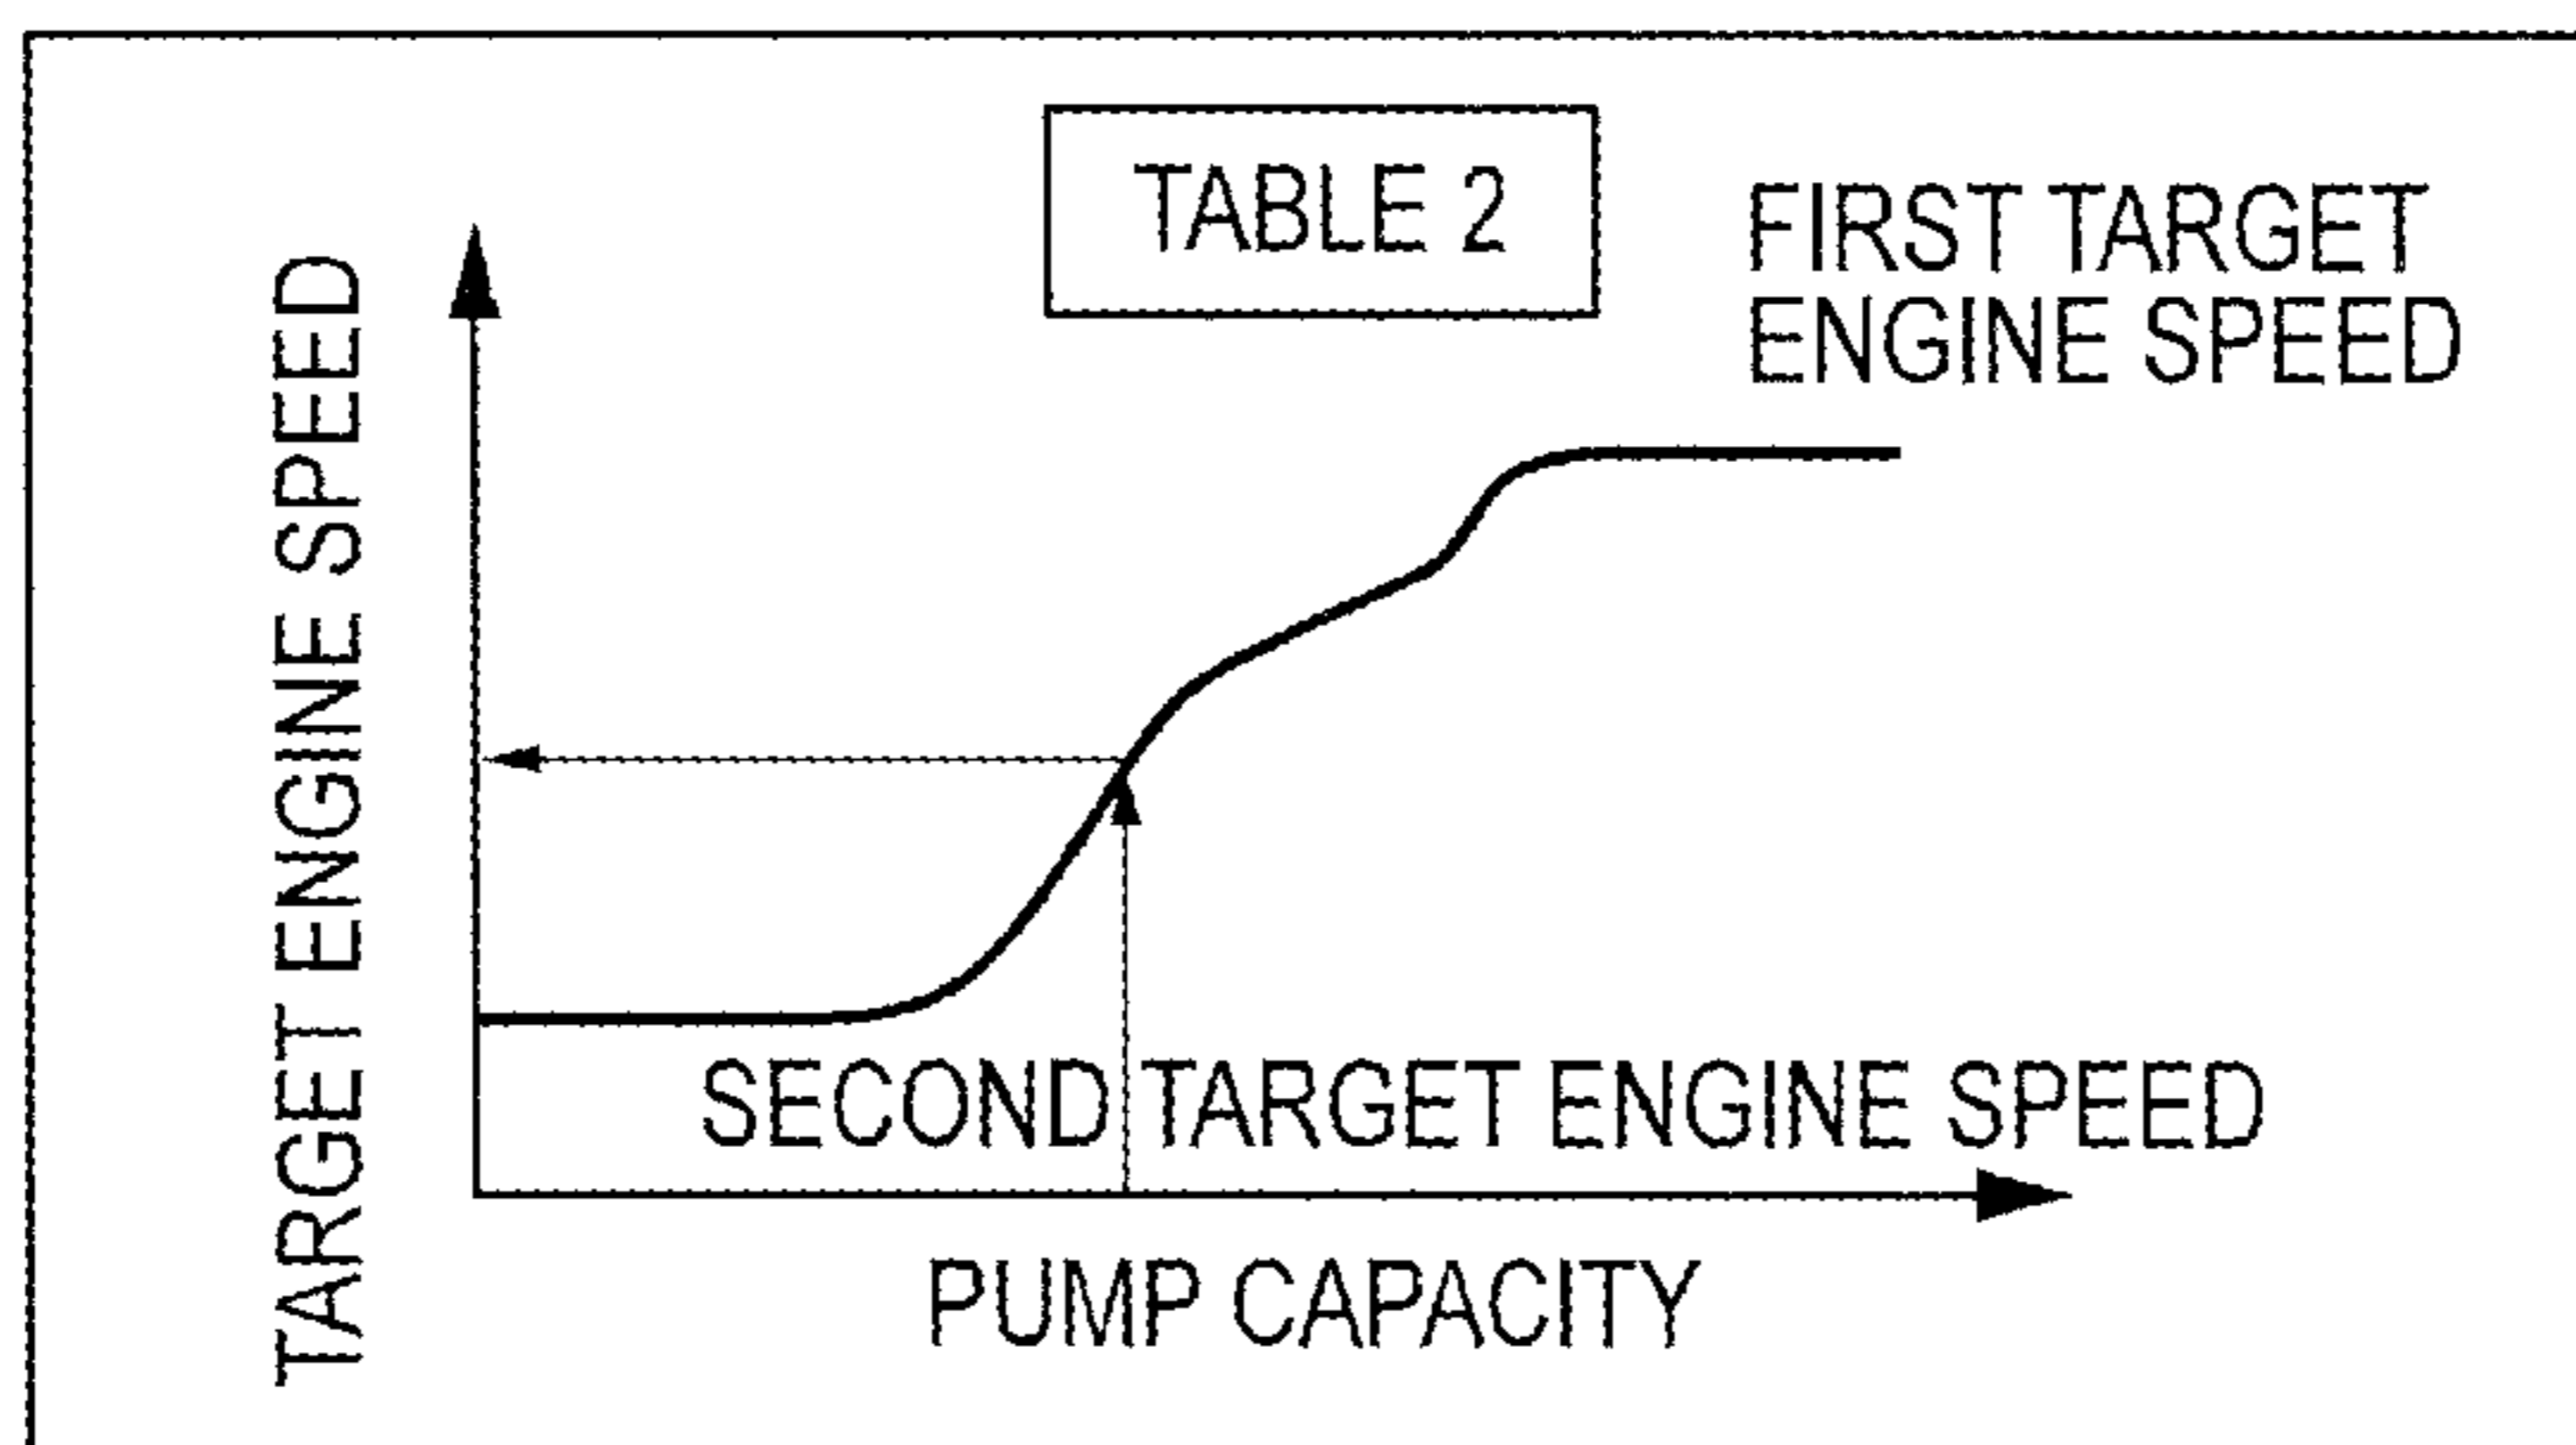 TABLE 2
FIRST TARGET
ENGINE SPEED
TARGET ENGINE SPEED
SECOND TARGET ENGINE SPEED
PUMP CAPACITY